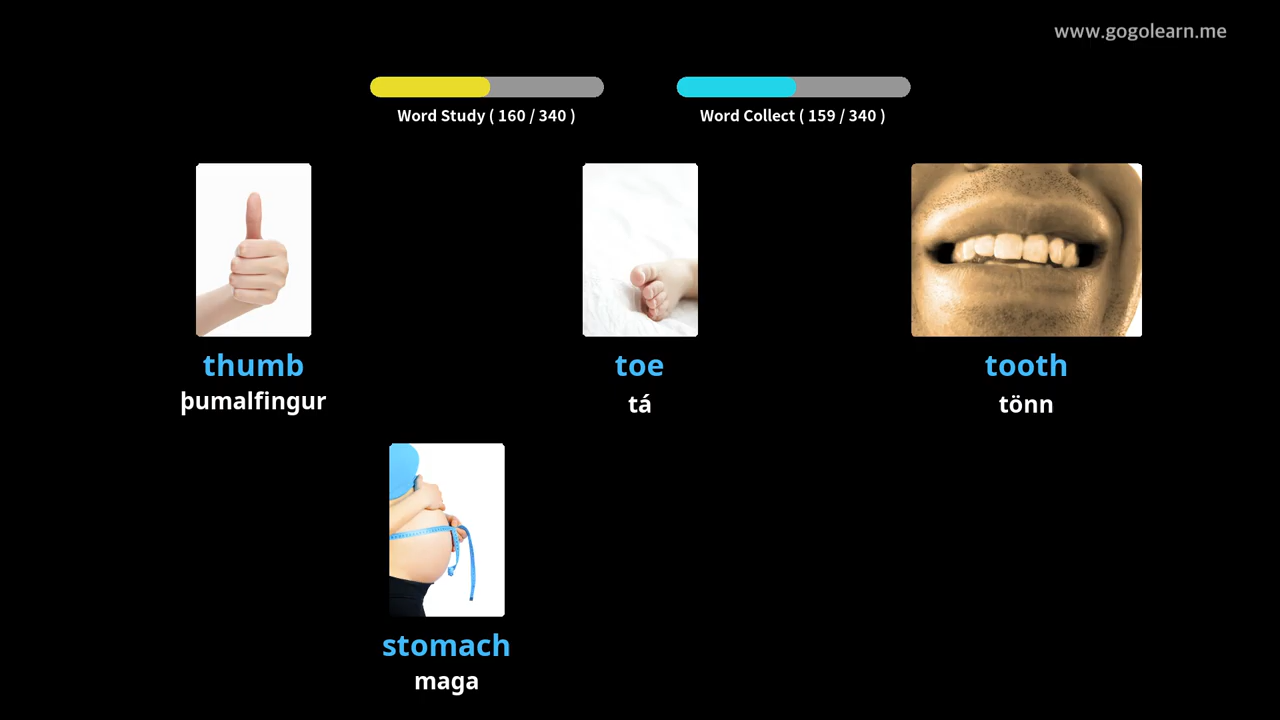 www.gogolearn.me
Word Study ( 160 / 340 )
Word Collect ( 159 / 340 )
thumb
þumalfingur
toe
tá
tooth
tönn
stomach
maga